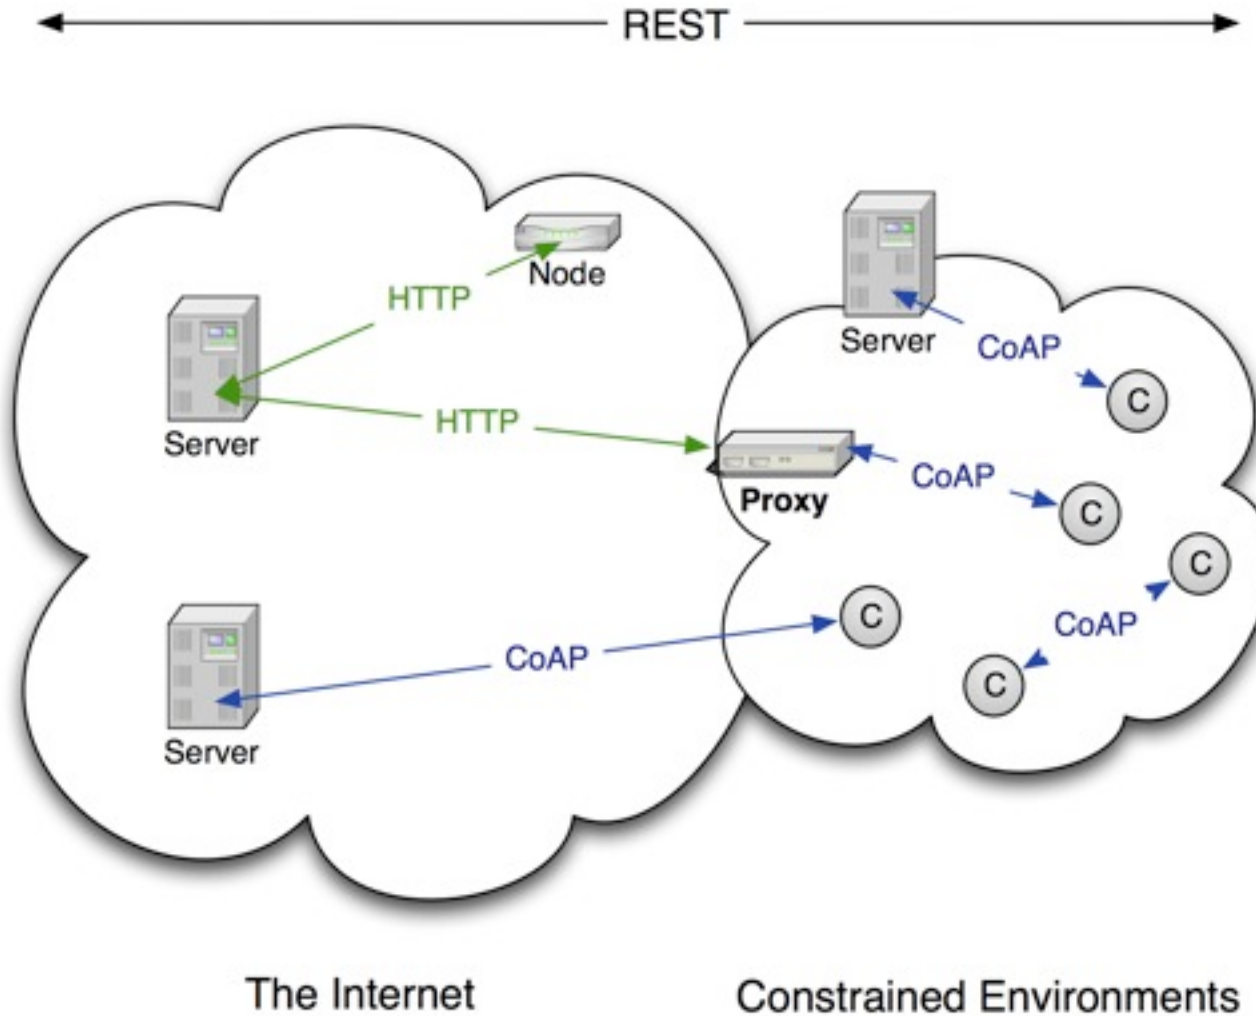 REST
Node
HTTP
Server
HTTP
Server
CoAP
C
Proxy
CoAP
C
C
CoAP
C
CoAP
C
Server
The Internet
Constrained Environments